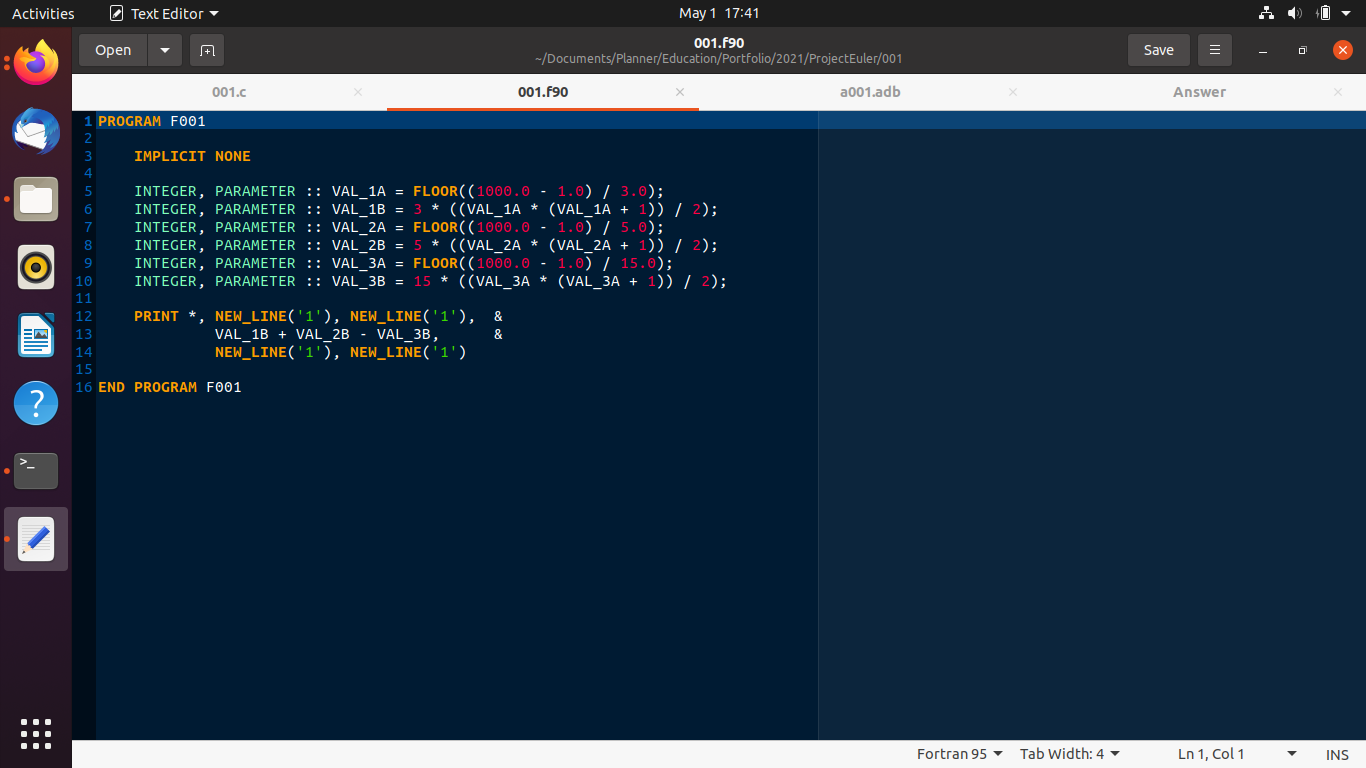 Activities Text Editor May 1 17:41
Open 001.f90 Save
~/Documents/Planner/Education/Portfolio/2021/ProjectEuler/001
001.c 001.f90 a001.adb Answer
1 PROGRAM F001
2
3     IMPLICIT NONE
4
5     INTEGER, PARAMETER :: VAL_1A = FLOOR((1000.0 - 1.0) / 3.0);
6     INTEGER, PARAMETER :: VAL_1B = 3 * ((VAL_1A * (VAL_1A + 1)) / 2);
7     INTEGER, PARAMETER :: VAL_2A = FLOOR((1000.0 - 1.0) / 5.0);
8     INTEGER, PARAMETER :: VAL_2B = 5 * ((VAL_2A * (VAL_2A + 1)) / 2);
9     INTEGER, PARAMETER :: VAL_3A = FLOOR((1000.0 - 1.0) / 15.0);
10     INTEGER, PARAMETER :: VAL_3B = 15 * ((VAL_3A * (VAL_3A + 1)) / 2);
11
12     PRINT *, NEW_LINE('1'), NEW_LINE('1'),  &
13              VAL_1B + VAL_2B - VAL_3B,      &
14              NEW_LINE('1'), NEW_LINE('1')
15
16 END PROGRAM F001
Fortran 95 Tab Width: 4 Ln 1, Col 1 INS